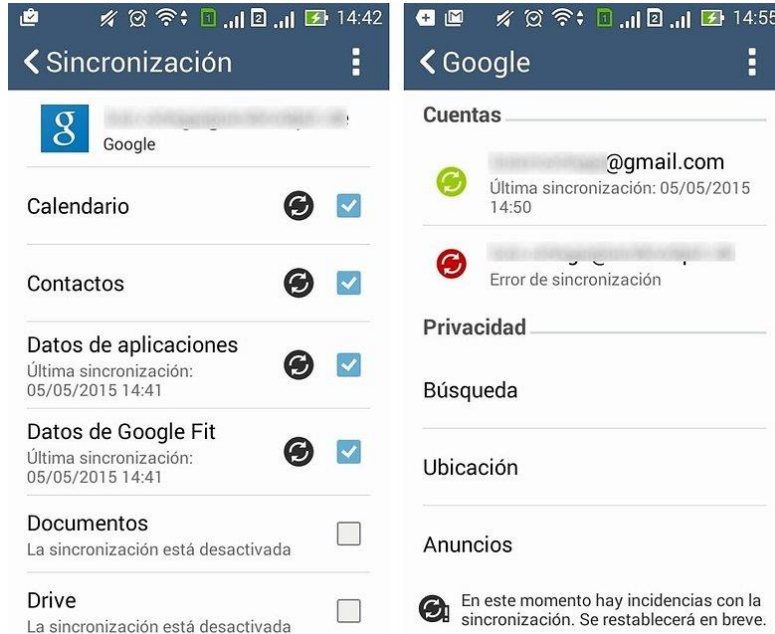 14:42
Sincronización
Google
Calendario
Contactos
Datos de aplicaciones
Última sincronización:
05/05/2015 14:41
Datos de Google Fit
Última sincronización:
05/05/2015 14:41
Documentos
La sincronización está desactivada
Drive
La sincronización está desactivada
14:55
Google
Cuentas
@gmail.com
Última sincronización: 05/05/2015
14:50
Error de sincronización
Privacidad
Búsqueda
Ubicación
Anuncios
En este momento hay incidencias con la
sincronización. Se restablecerá en breve.